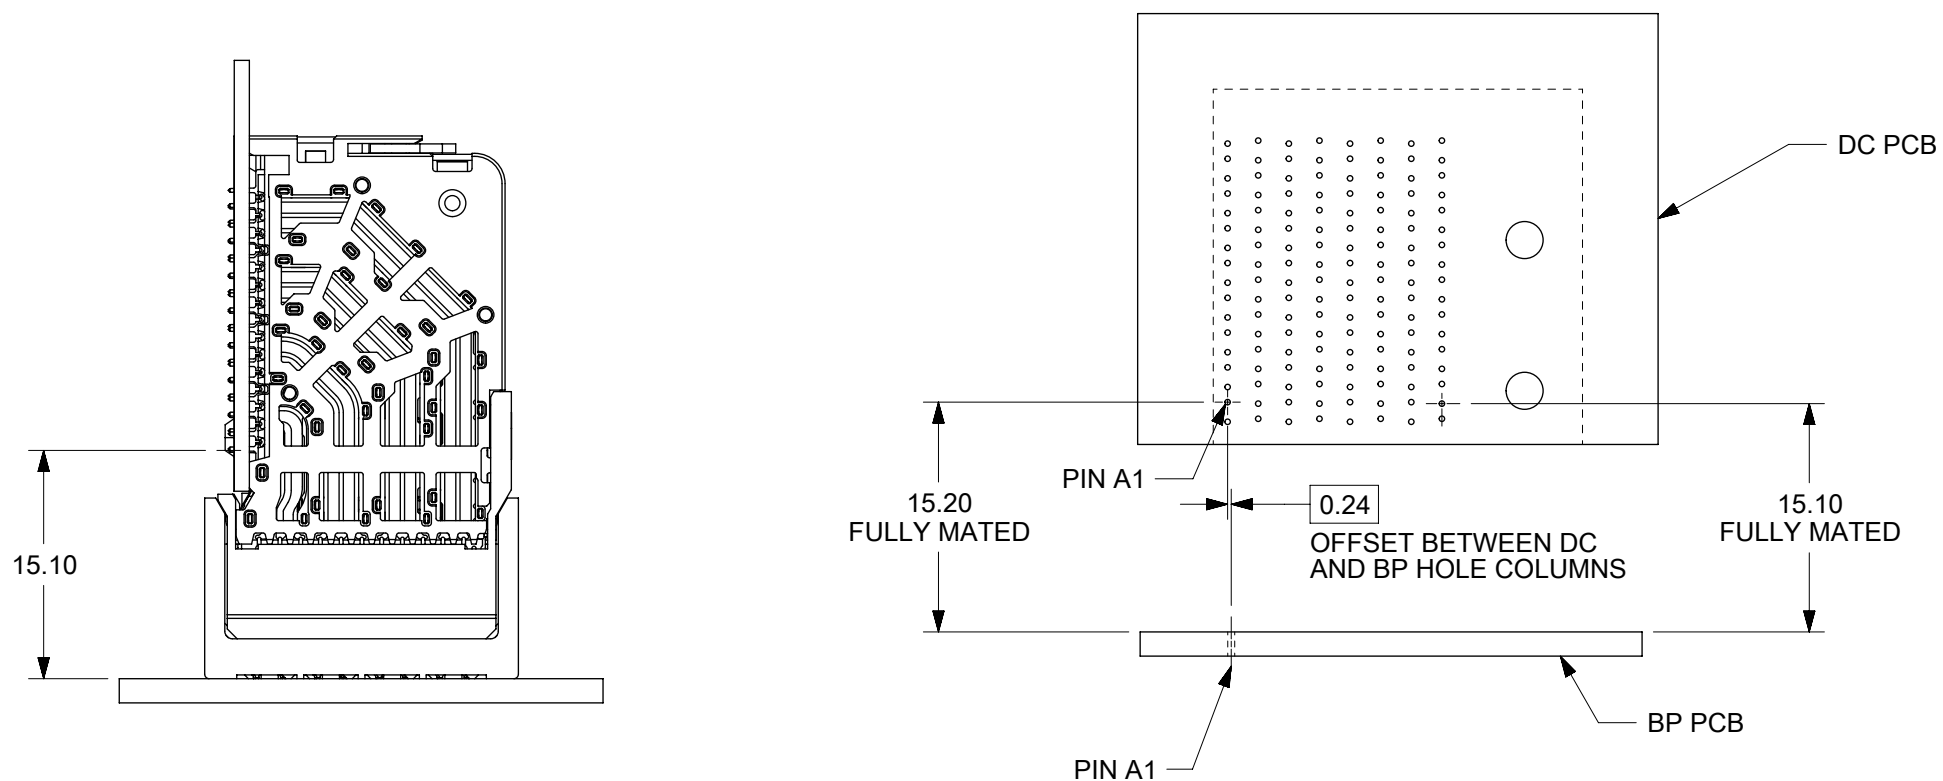 DC PCB
PIN A1
15.20
FULLY MATED
0.24
OFFSET BETWEEN DC
AND BP HOLE COLUMNS
15.10
FULLY MATED
15.10
BP PCB
PIN A1